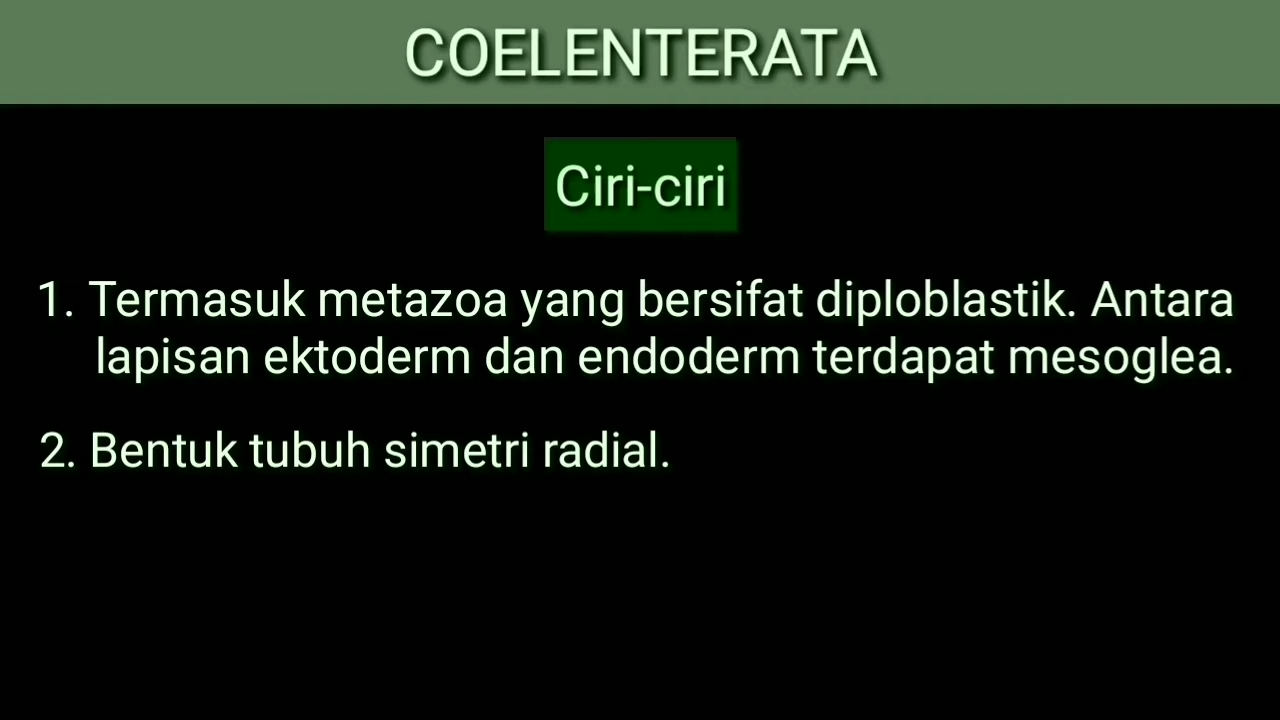 COELENTERATA
Ciri-ciri
1. Termasuk metazoa yang bersifat diploblastik. Antara
lapisan ektoderm dan endoderm terdapat mesoglea.
2. Bentuk tubuh simetri radial.